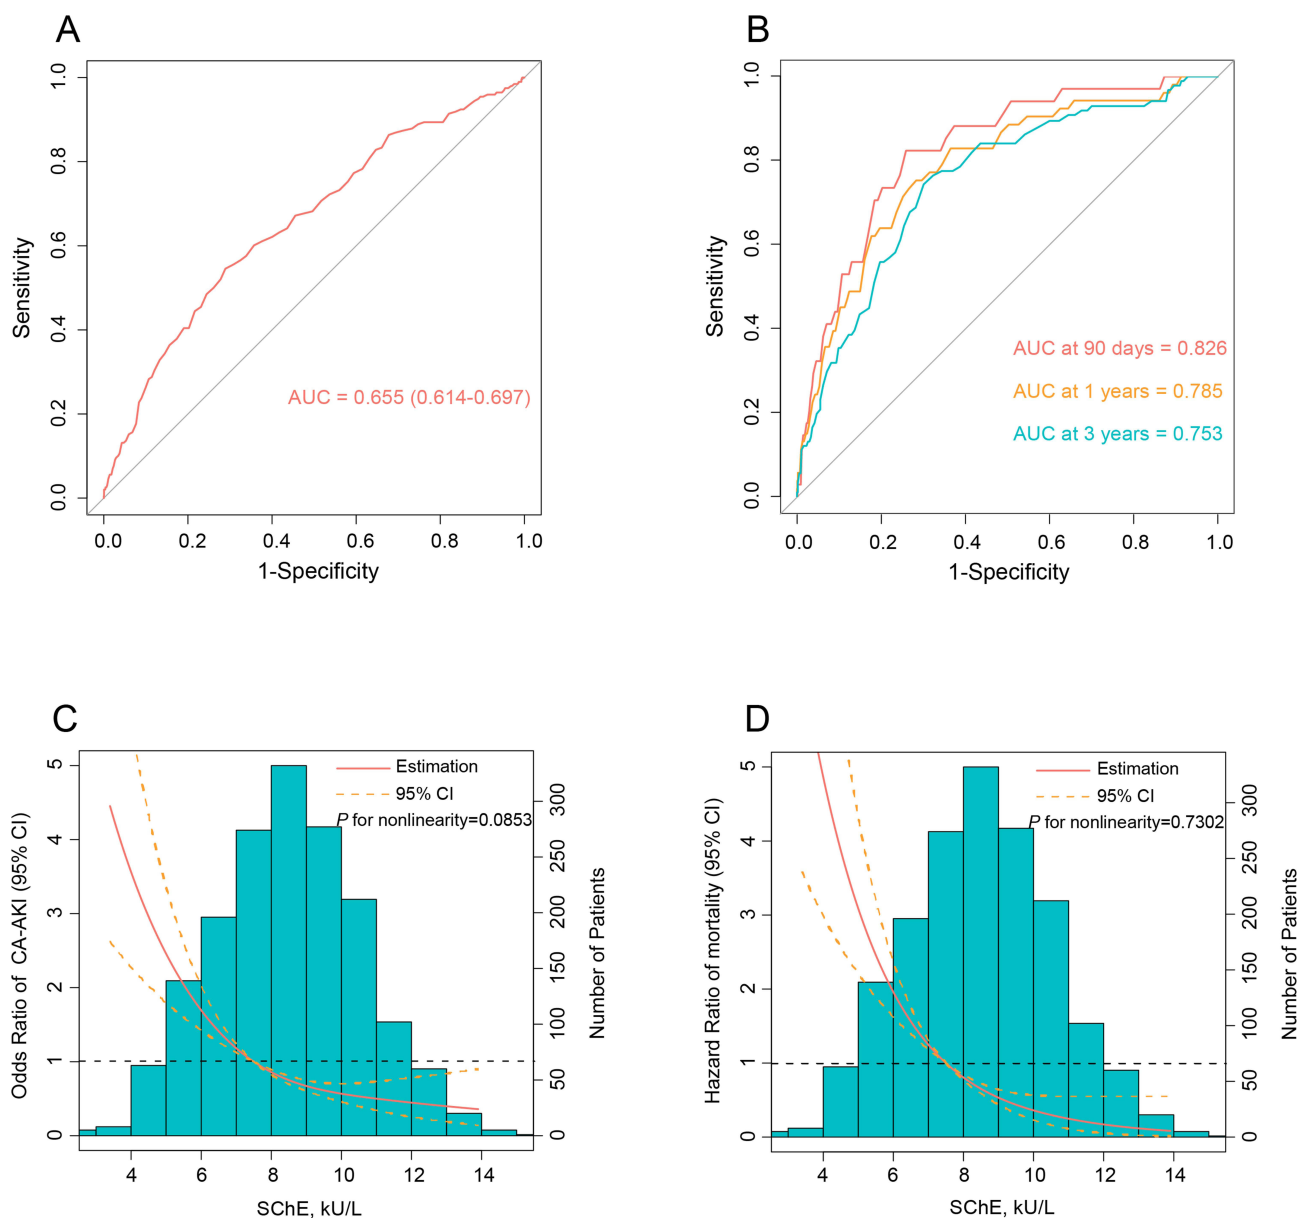 A
Sensitivity
1.0
0.8
0.6
0.4
0.2
0.0
AUC = 0.655 (0.614-0.697)
0.0 0.2 0.4 0.6 0.8 1.0
1-Specificity
B
Sensitivity
1.0
0.8
0.6
0.4
0.2
0.0
AUC at 90 days = 0.826
AUC at 1 years = 0.785
AUC at 3 years = 0.753
0.0 0.2 0.4 0.6 0.8 1.0
1-Specificity
C
Odds Ratio of CA-AKI (95% CI)
5
4
3
2
1
0
Estimation
95% CI
P for nonlinearity=0.0853
300
250
200
150
100
50
0
Number of Patients
4 6 8 10 12 14
SChE, kU/L
D
Hazard Ratio of mortality (95% CI)
5
4
3
2
1
0
Estimation
95% CI
P for nonlinearity=0.7302
300
250
200
150
100
50
0
Number of Patients
4 6 8 10 12 14
SChE, kU/L